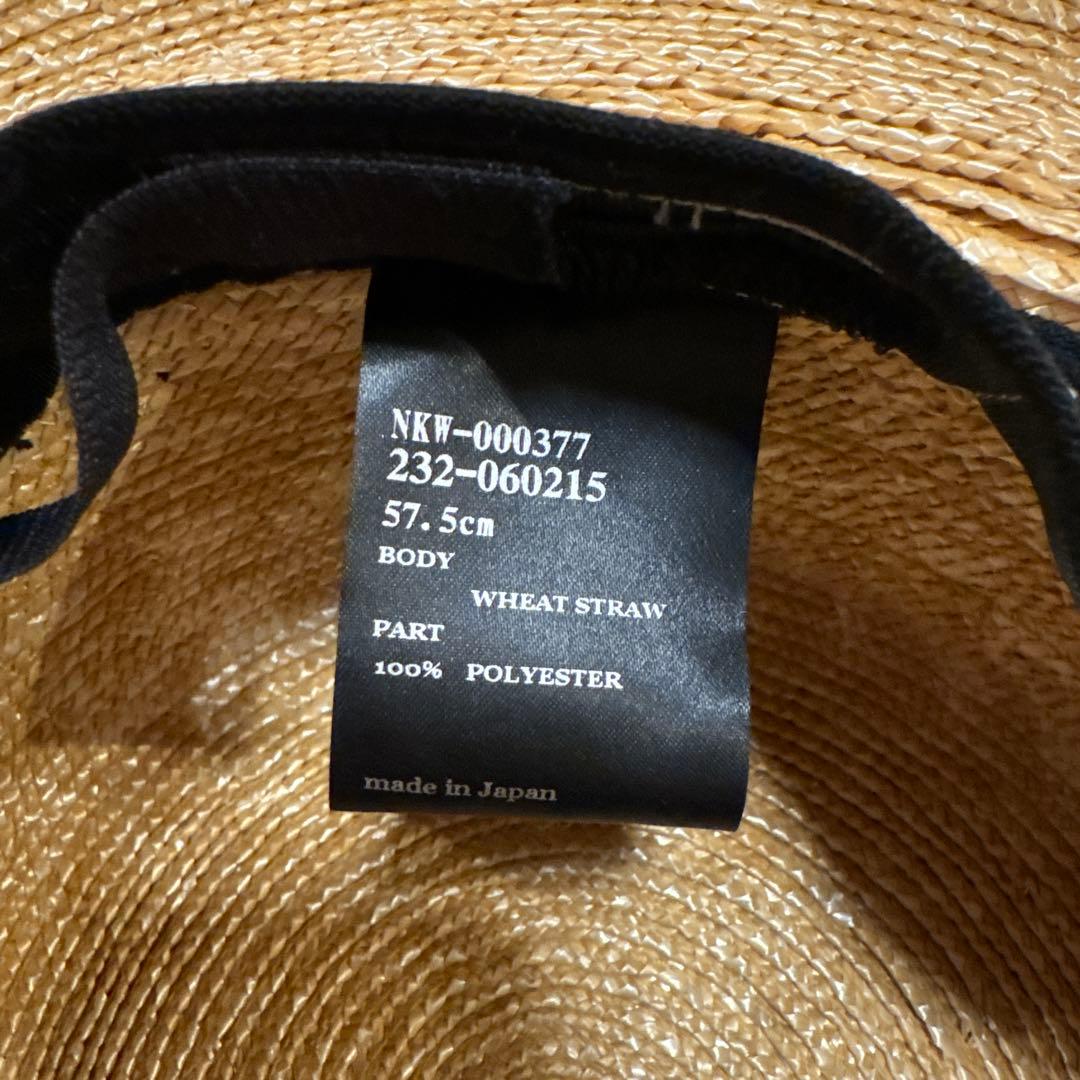 NKW-000377
232-060215
57.5cm
BODY
WHEAT STRAW
PART
100% POLYESTER
made in Japan